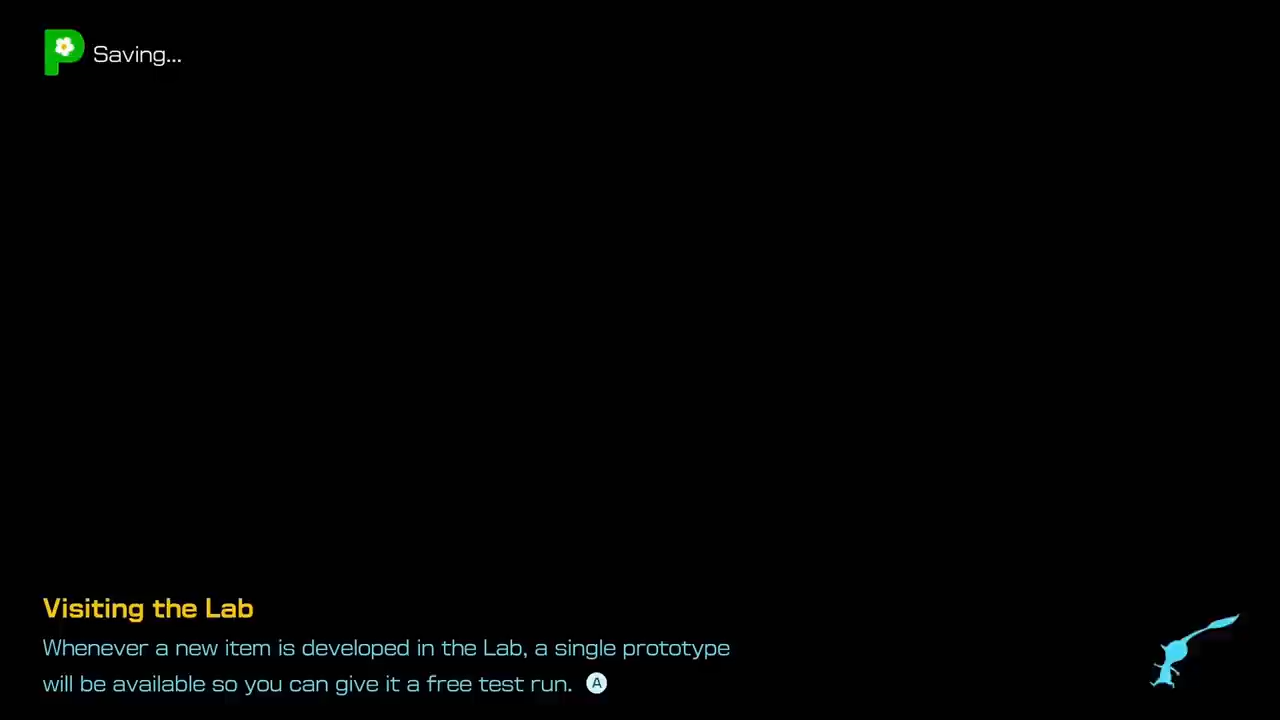 P Saving...
Visiting the Lab
Whenever a new item is developed in the Lab, a single prototype
will be available so you can give it a free test run. A